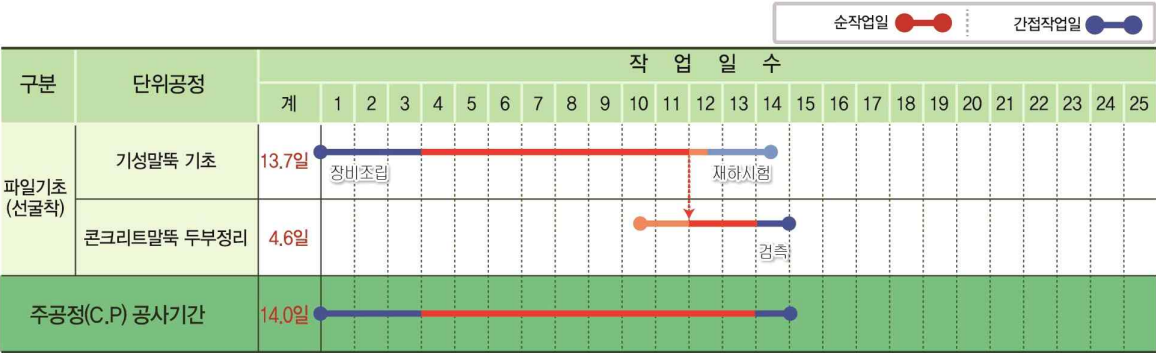 순작업일 간접작업일
구분 단위공정 작 업 일 수
계 1 2 3 4 5 6 7 8 9 10 11 12 13 14 15 16 17 18 19 20 21 22 23 24 25
파일기초
(선굴착)
기성말뚝 기초 13.7일
장비조립 재하시험
콘크리트말뚝 두부정리 4.6일
검측
주공정(C.P) 공사기간 14.0일